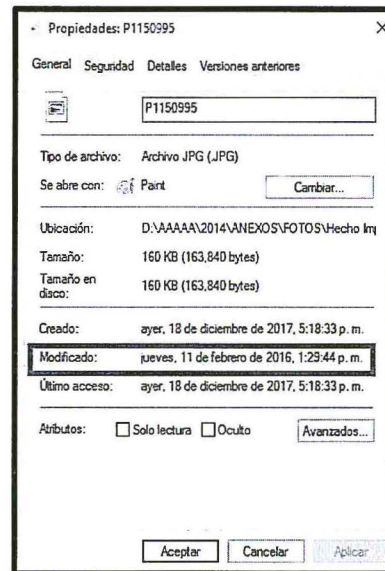 Propiedades: P1150995
General Seguridad Detalles Versiones anteriores
P1150995
Tipo de archivo: Archivo JPG (.JPG)
Se abre con: Paint Cambiar...
Ubicación: D:\AAAAA\2014\ANEXOS\FOTOS\Hecho Im
Tamaño: 160 KB (163,840 bytes)
Tamaño en disco: 160 KB (163,840 bytes)
Creado: ayer, 18 de diciembre de 2017, 5:18:33 p. m.
Modificado: jueves, 11 de febrero de 2016, 1:29:44 p. m.
Último acceso: ayer, 18 de diciembre de 2017, 5:18:33 p. m.
Atributos: Solo lectura Oculto Avanzados...
Aceptar Cancelar Aplicar